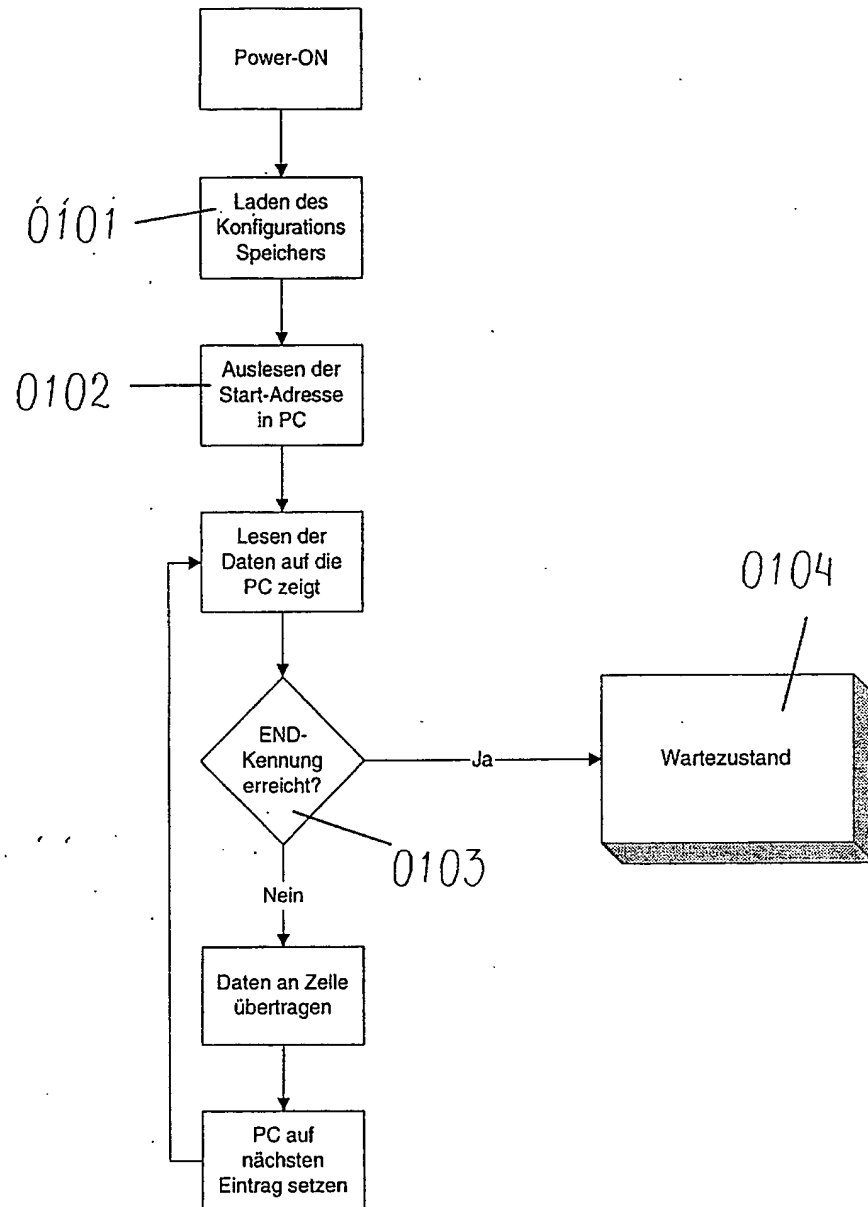 Power-ON
0101
Laden des
Konfigurations
Speichers
0102
Auslesen der
Start-Adresse
in PC
Lesen der
Daten auf die
PC zeigt
0104
END-
Kennung
erreicht?
Ja
Wartezustand
0103
Nein
Daten an Zelle
übertragen
PC auf
nächsten
Eintrag setzen